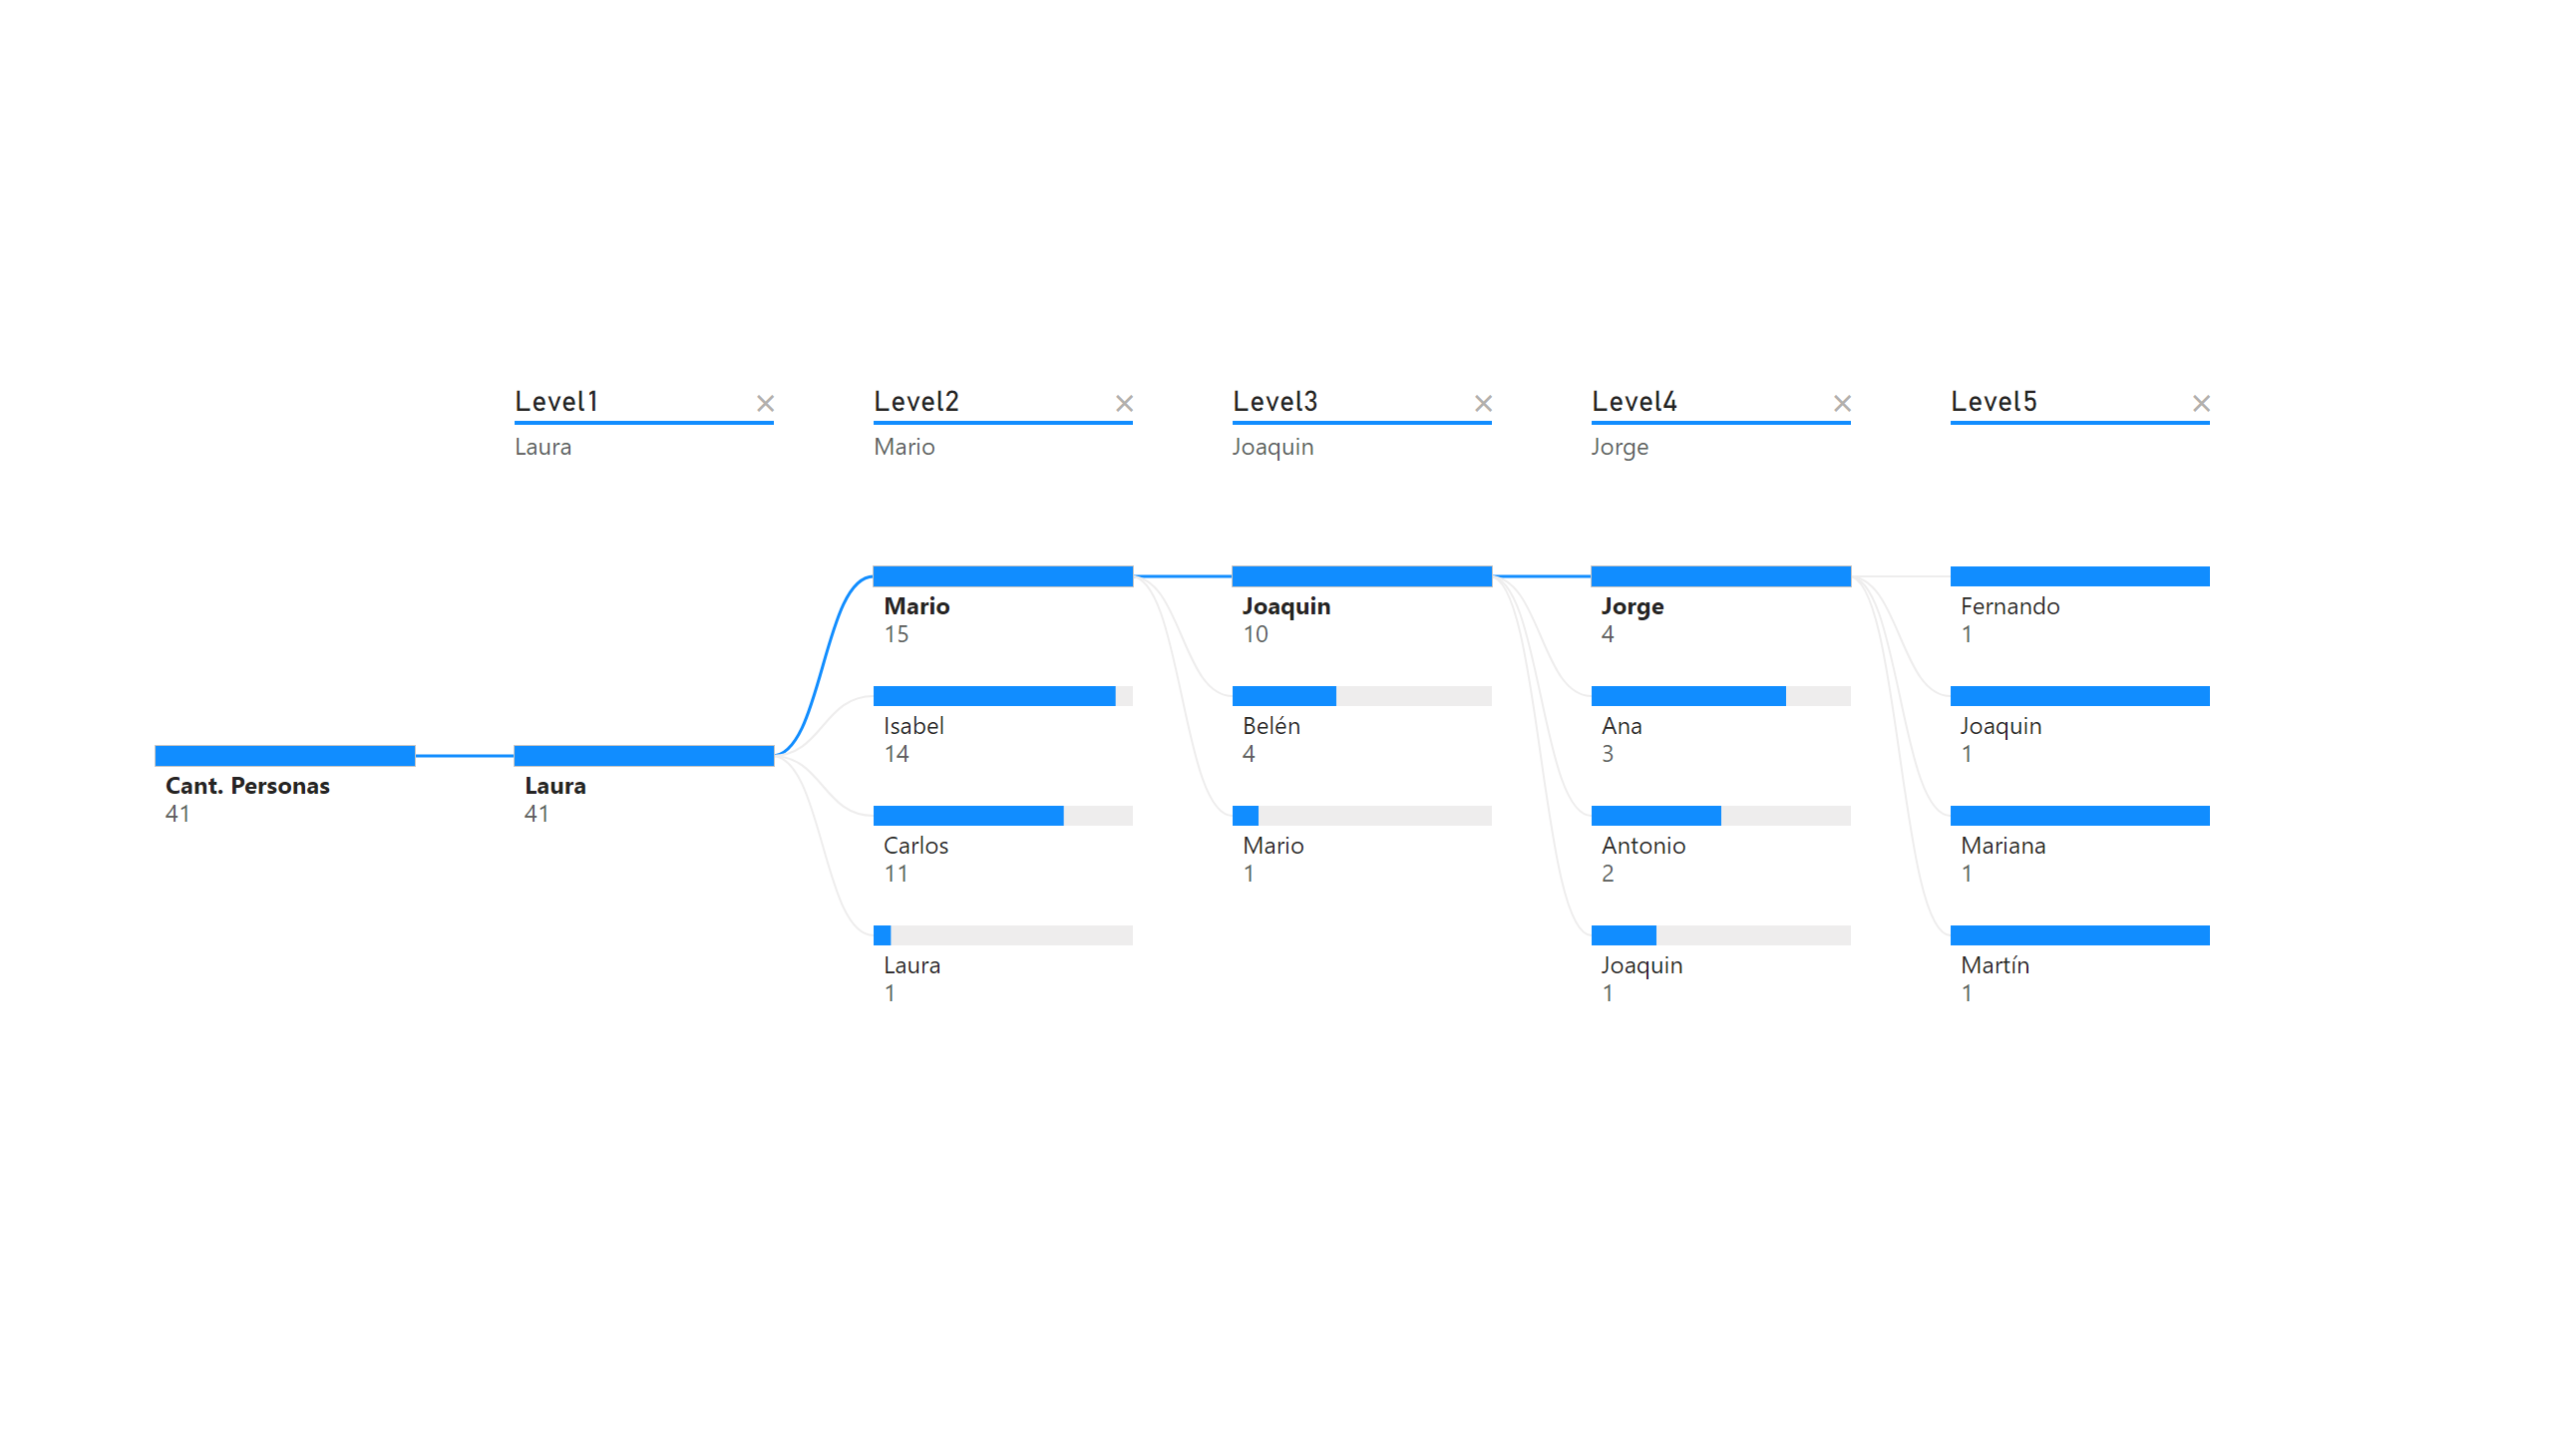 Level1
Laura
Level2
Mario
Level3
Joaquin
Level4
Jorge
Level5
Cant. Personas
41
Laura
41
Mario
15
Isabel
14
Carlos
11
Laura
1
Joaquin
10
Belén
4
Mario
1
Jorge
4
Ana
3
Antonio
2
Joaquin
1
Fernando
1
Joaquin
1
Mariana
1
Martín
1